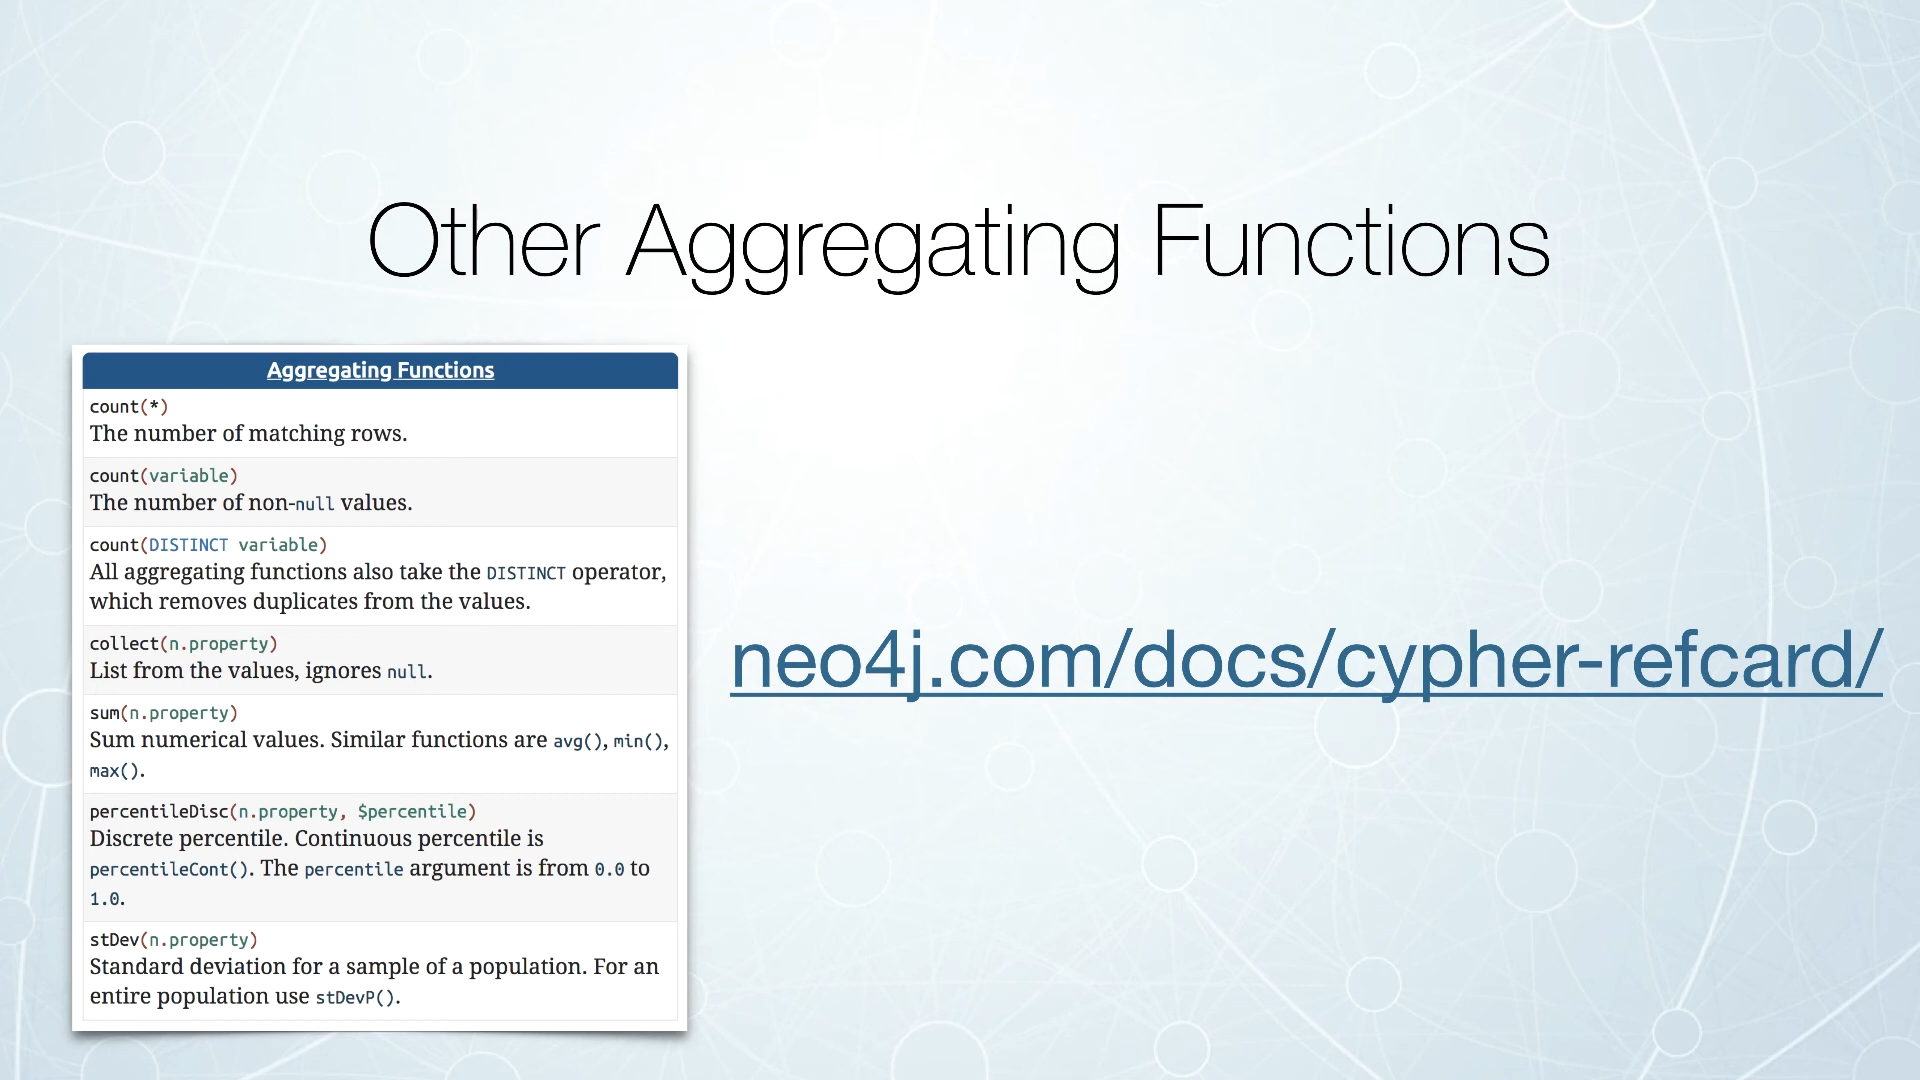 Other Aggregating Functions
Aggregating Functions
count(*)
The number of matching rows.
count(variable)
The number of non-null values.
count(DISTINCT variable)
All aggregating functions also take the DISTINCT operator,
which removes duplicates from the values.
collect(n.property)
List from the values, ignores null.
sum(n.property)
Sum numerical values. Similar functions are avg(), min(),
max().
percentileDisc(n.property, $percentile)
Discrete percentile. Continuous percentile is
percentileCont(). The percentile argument is from 0.0 to
1.0.
stDev(n.property)
Standard deviation for a sample of a population. For an
entire population use stDevP().
neo4j.com/docs/cypher-refcard/